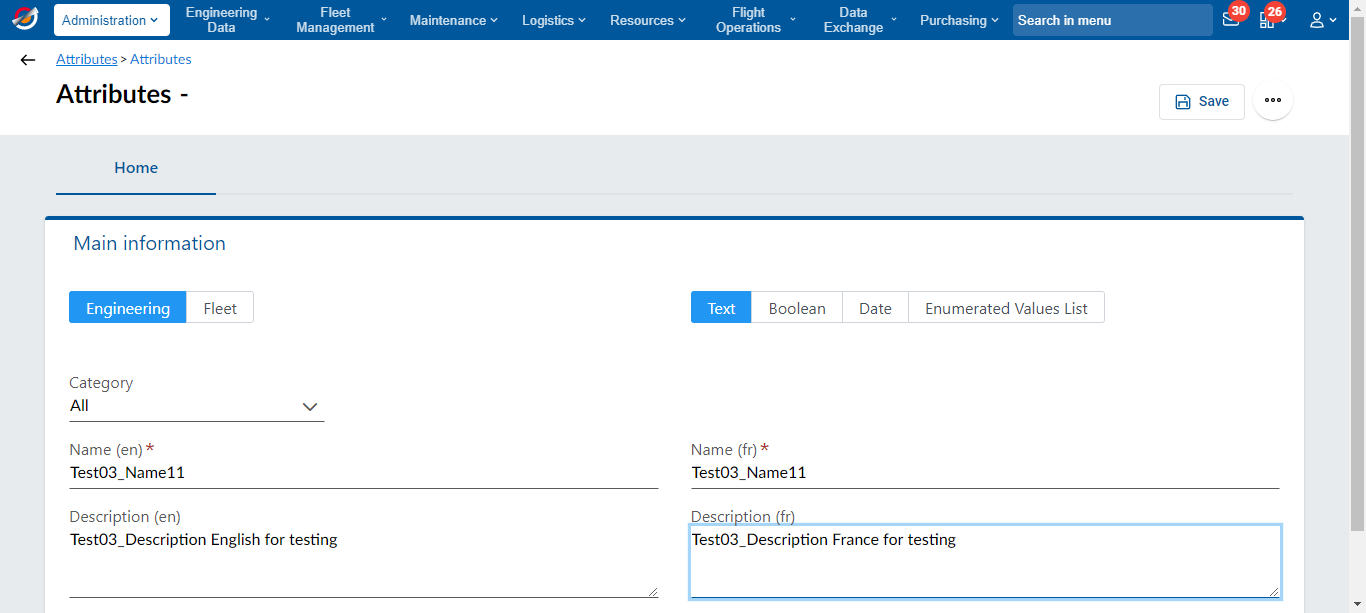 Administration
Engineering
Data
Fleet
Management
Maintenance
Logistics
Resources
Flight
Operations
Data
Exchange
Purchasing
Search in menu
30
26
Attributes > Attributes
Attributes -
Save
Home
Main information
Engineering Fleet
Text Boolean Date Enumerated Values List
Category
All
Name (en) *
Test03_Name11
Name (fr) *
Test03_Name11
Description (en)
Test03_Description English for testing
Description (fr)
Test03_Description France for testing